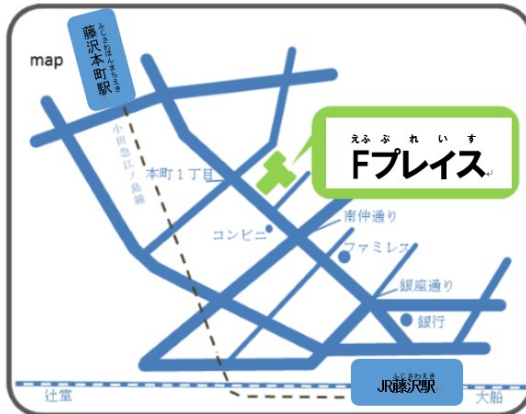 map
ふじさわほんまちえき
藤沢本町駅
小田急江ノ島線
本町1丁目
えふぷれいす
Fプレイス
コンビニ
南仲通り
ファミレス
銀座通り
銀行
ふじさわえき
JR藤沢駅
辻堂
大船